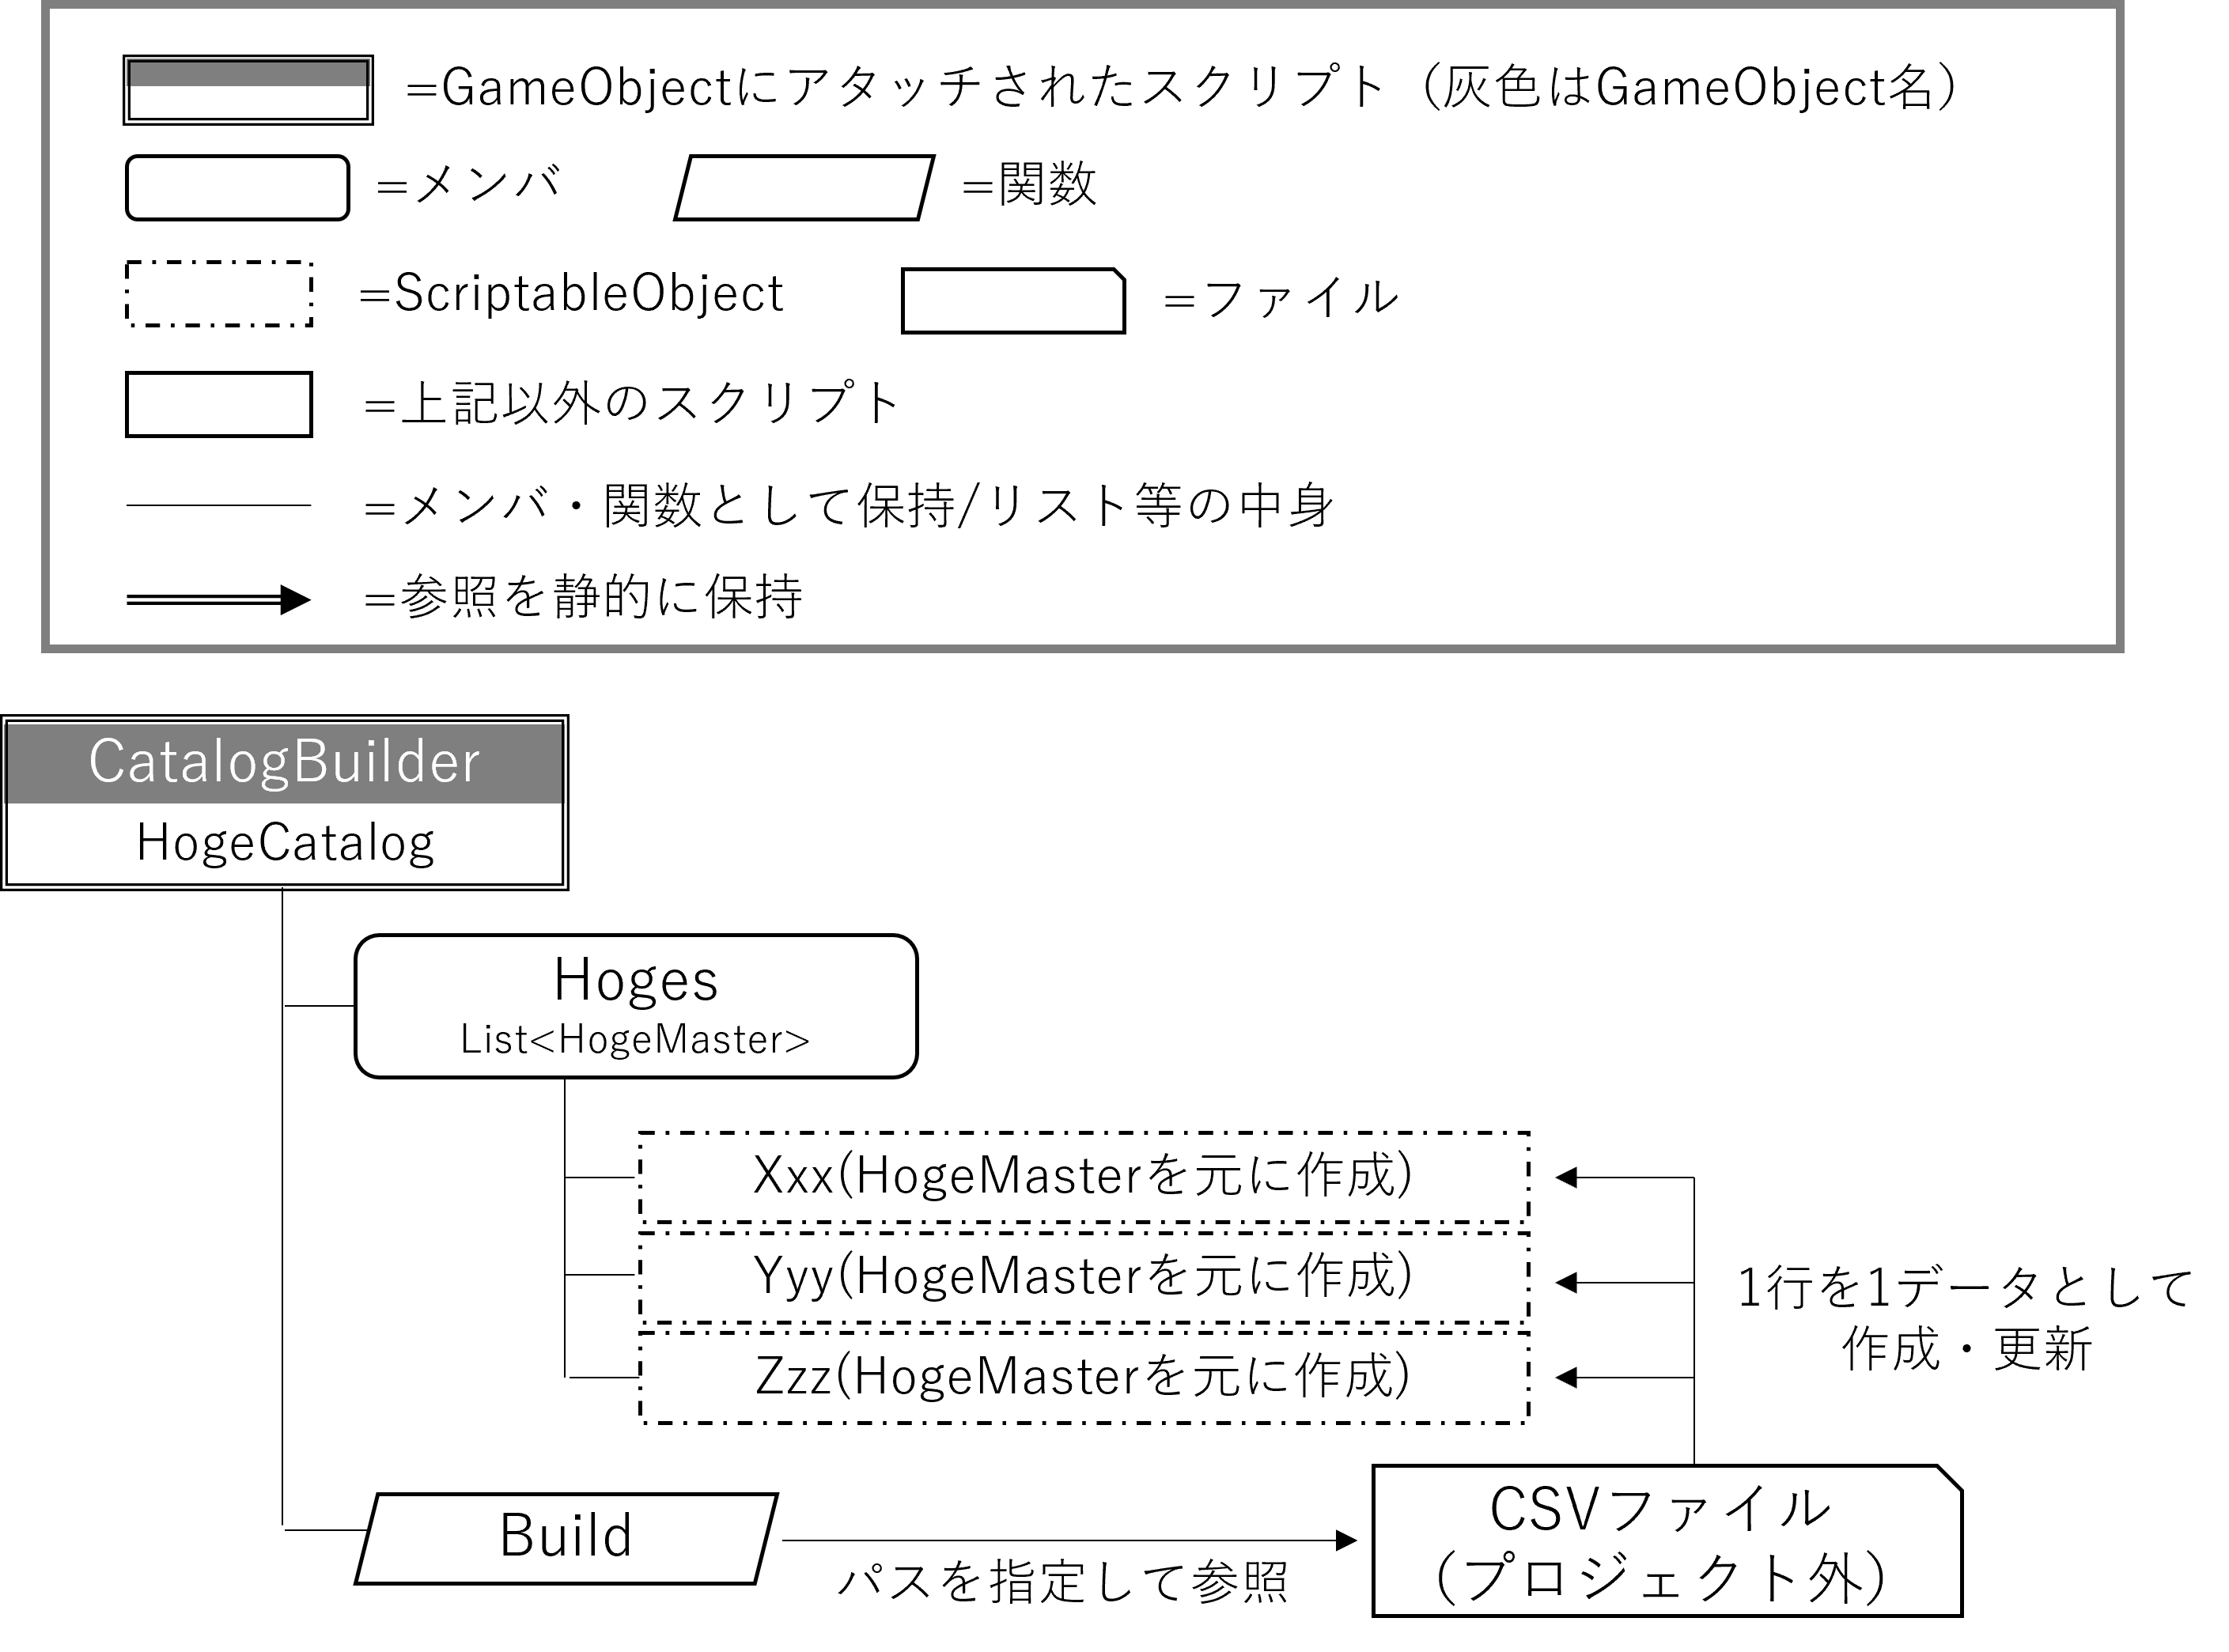 =GameObjectにアタッチされたスクリプト（灰色はGameObject名）
=メンバ
=関数
=ScriptableObject
=ファイル
=上記以外のスクリプト
=メンバ・関数として保持/リスト等の中身
=参照を静的に保持
CatalogBuilder
HogeCatalog
Hoges
List<HogeMaster>
Xxx(HogeMasterを元に作成)
Yyy(HogeMasterを元に作成)
Zzz(HogeMasterを元に作成)
1行を1データとして
作成・更新
Build
パスを指定して参照
CSVファイル
（プロジェクト外）